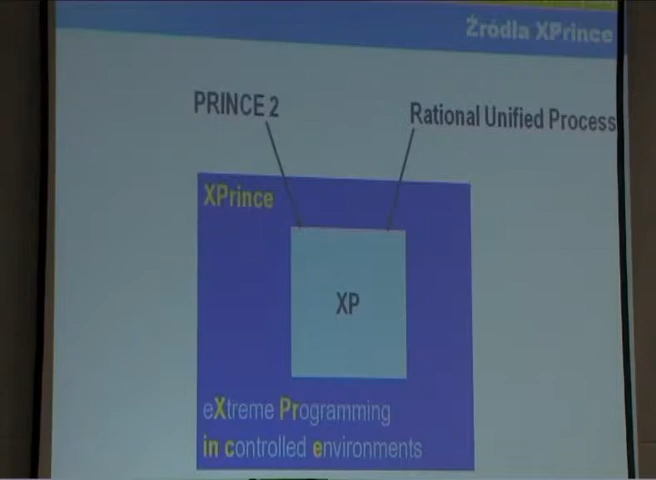 Źródła XPrince
PRINCE 2
Rational Unified Process
XPrince
XP
eXtreme Programming
in controlled environments